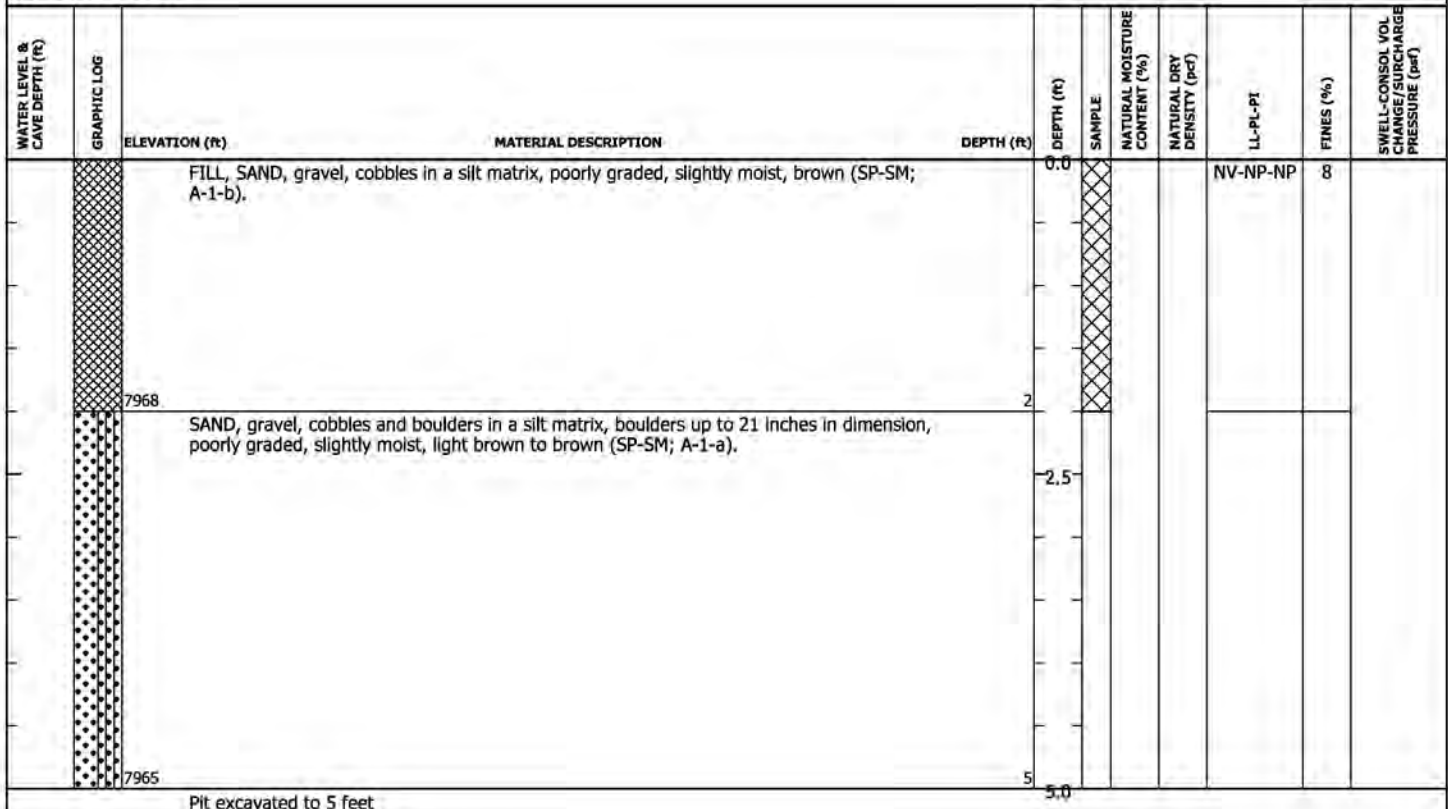 WATER LEVEL &
CAVE DEPTH (ft)
GRAPHIC LOG
ELEVATION (ft)
MATERIAL DESCRIPTION
DEPTH (ft)
DEPTH (ft)
SAMPLE
NATURAL MOISTURE
CONTENT (%)
NATURAL DRY
DENSITY (pcf)
LL-PL-PI
FINES (%)
SWELL-CONSOL VOL
CHANGE/SURCHARGE
PRESSURE (psf)
FILL, SAND, gravel, cobbles in a silt matrix, poorly graded, slightly moist, brown (SP-SM;
A-1-b).
0.0
NV-NP-NP
8
7968
2
SAND, gravel, cobbles and boulders in a silt matrix, boulders up to 21 inches in dimension,
poorly graded, slightly moist, light brown to brown (SP-SM; A-1-a).
2.5
7965
5
5.0
Pit excavated to 5 feet